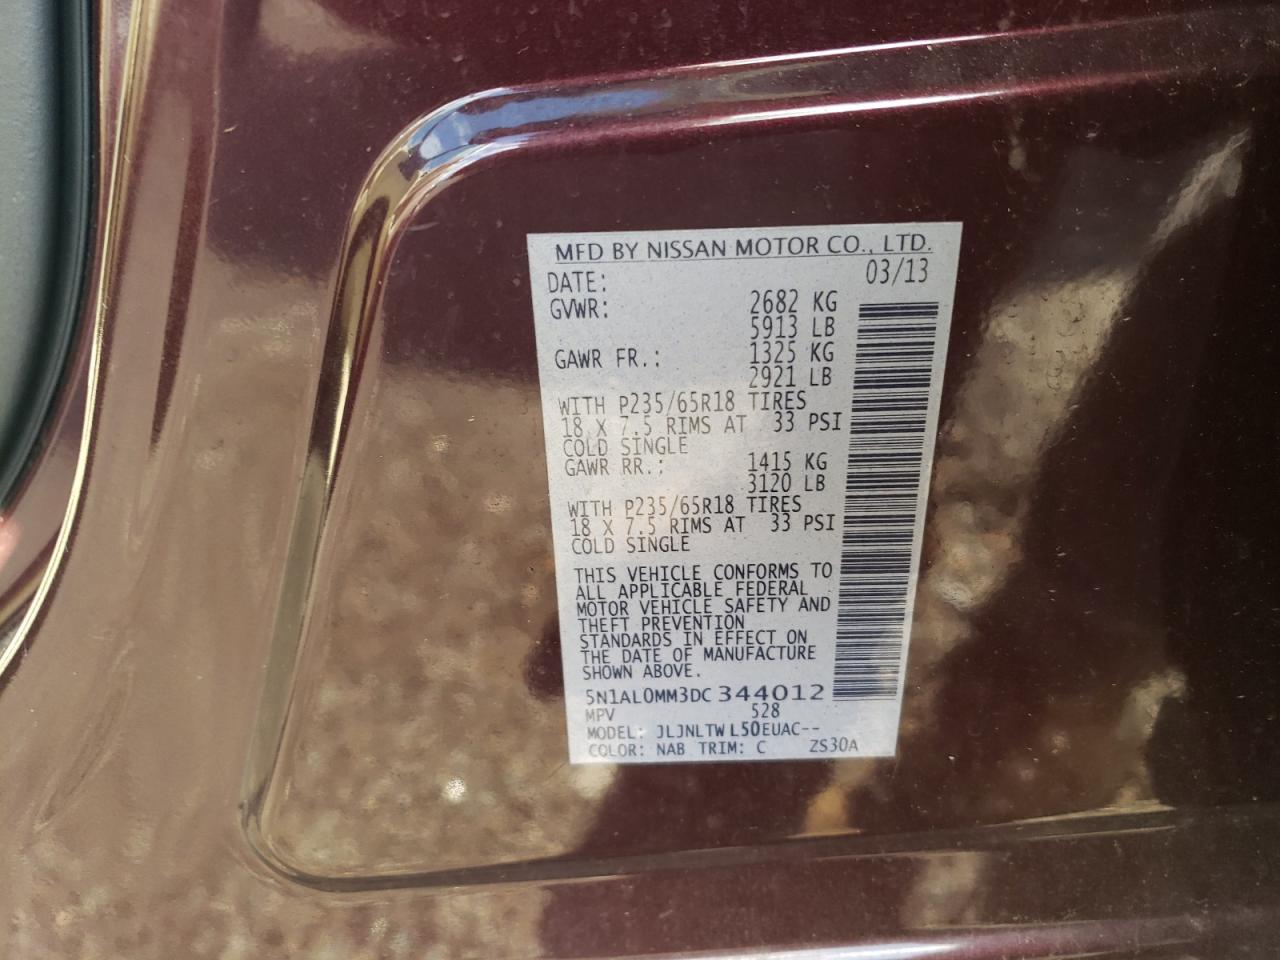 MFD BY NISSAN MOTOR CO., LTD.
DATE: 03/13
GVWR: 2682 KG
5913 LB
GAWR FR.: 1325 KG
2921 LB
WITH P235/65R18 TIRES
18 X 7.5 RIMS AT 33 PSI
COLD SINGLE
GAWR RR.: 1415 KG
3120 LB
WITH P235/65R18 TIRES
18 X 7.5 RIMS AT 33 PSI
COLD SINGLE
THIS VEHICLE CONFORMS TO
ALL APPLICABLE FEDERAL
MOTOR VEHICLE SAFETY AND
THEFT PREVENTION
STANDARDS IN EFFECT ON
THE DATE OF MANUFACTURE
SHOWN ABOVE.
5N1AL0MM3DC 344012
MPV 528
MODEL: JLJNLTW L50EUAC--
COLOR: NAB TRIM: C ZS30A